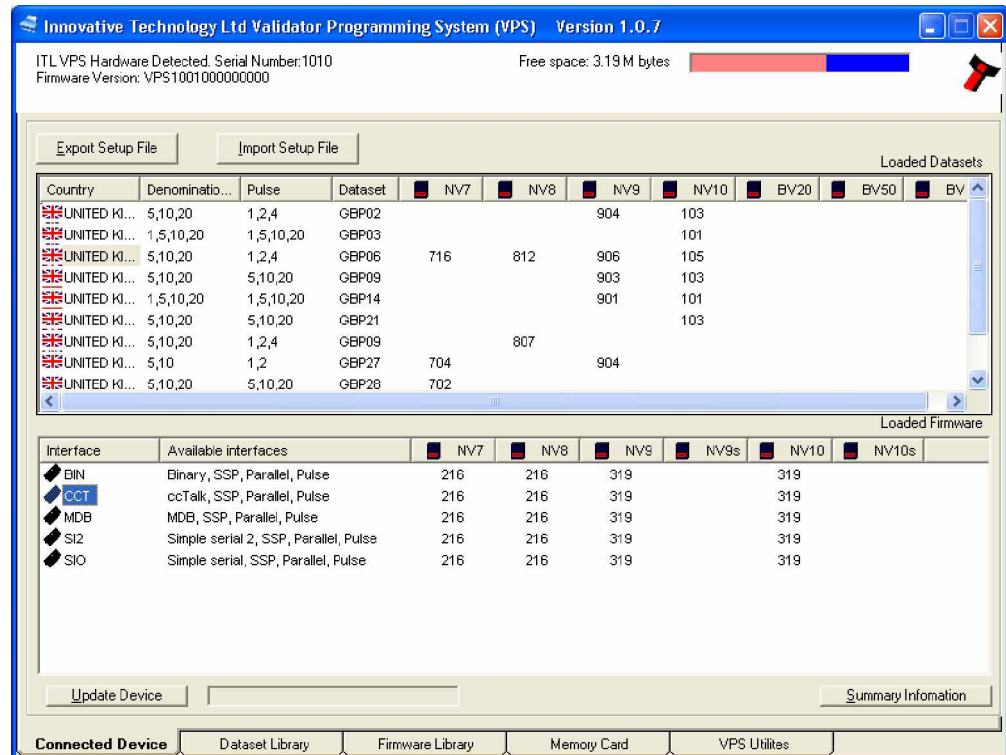 Innovative Technology Ltd Validator Programming System (VPS) Version 1.0.7
ITL VPS Hardware Detected. Serial Number:1010 Free space: 3.19 M bytes
Firmware Version: VPS1001000000000
Export Setup File Import Setup File
Loaded Datasets
Country Denominatio... Pulse Dataset NV7 NV8 NV9 NV10 BV20 BV50 BV
UNITED KI... 5,10,20 1,2,4 GBP02 904 103
UNITED KI... 1,5,10,20 1,5,10,20 GBP03 101
UNITED KI... 5,10,20 1,2,4 GBP06 716 812 906 105
UNITED KI... 5,10,20 5,10,20 GBP09 903 103
UNITED KI... 1,5,10,20 1,5,10,20 GBP14 901 101
UNITED KI... 5,10,20 5,10,20 GBP21 103
UNITED KI... 5,10,20 1,2,4 GBP09 807
UNITED KI... 5,10 1,2 GBP27 704 904
UNITED KI... 5,10,20 5,10,20 GBP28 702
Loaded Firmware
Interface Available interfaces NV7 NV8 NV9 NV9s NV10 NV10s
BIN Binary, SSP, Parallel, Pulse 216 216 319 319
CCT ccTalk, SSP, Parallel, Pulse 216 216 319 319
MDB MDB, SSP, Parallel, Pulse 216 216 319 319
SI2 Simple serial 2, SSP, Parallel, Pulse 216 216 319 319
SIO Simple serial, SSP, Parallel, Pulse 216 216 319 319
Update Device Summary Infomation
Connected Device Dataset Library Firmware Library Memory Card VPS Utilites